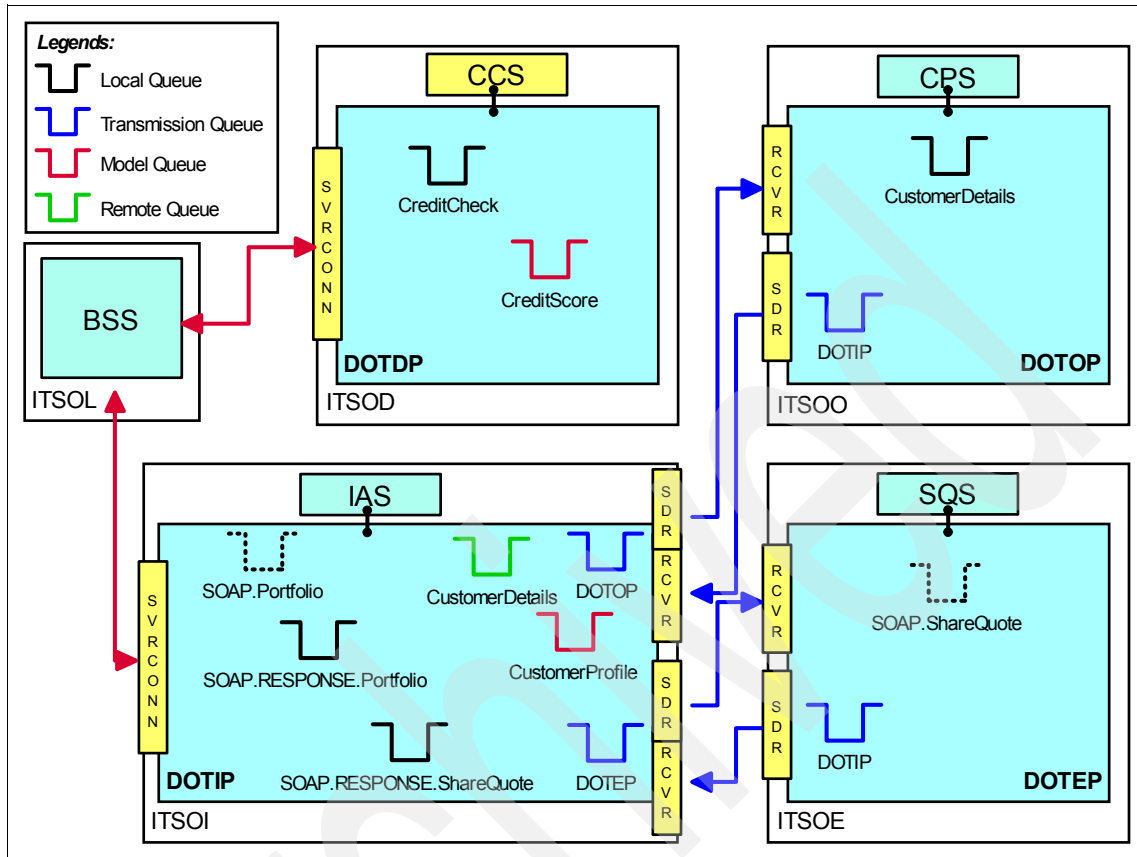 Legends:
Local Queue
Transmission Queue
Model Queue
Remote Queue
BSS
ITSOL
CCS
SVRCONN
CreditCheck
CreditScore
DOTDP
ITSOD
CPS
RCVR
CustomerDetails
SDR
DOTIP
DOTOP
ITSOO
IAS
SVRCONN
SOAP.Portfolio
CustomerDetails
DOTOP
SDR
RCVR
SOAP.RESPONSE.Portfolio
CustomerProfile
SDR
SOAP.RESPONSE.ShareQuote
DOTEP
RCVR
DOTIP
ITSOI
SQS
RCVR
SOAP.ShareQuote
SDR
DOTIP
DOTEP
ITSOE